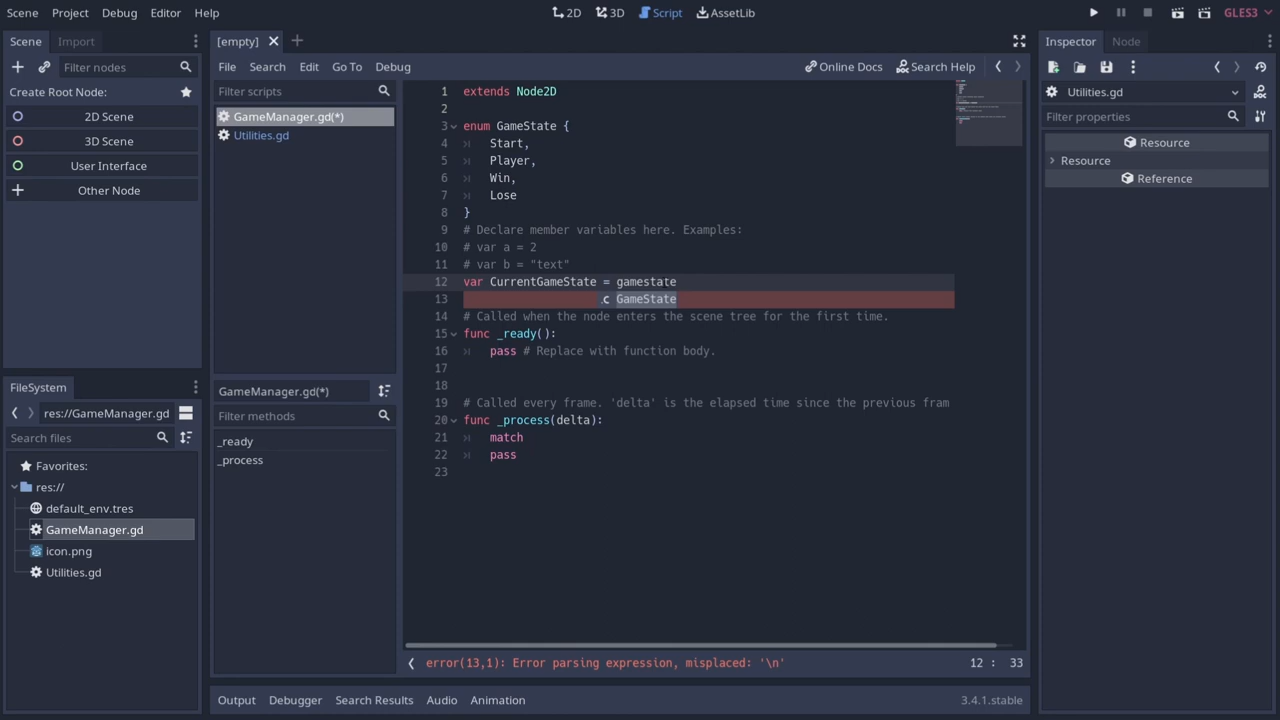 Scene Project Debug Editor Help
2D 3D Script AssetLib
GLES3
Scene Import
Filter nodes
Create Root Node:
2D Scene
3D Scene
User Interface
Other Node
FileSystem
res://GameManager.gd
Search files
Favorites:
res://
default_env.tres
GameManager.gd
icon.png
Utilities.gd
[empty]
File Search Edit Go To Debug
Online Docs Search Help
Filter scripts
GameManager.gd(*)
Utilities.gd
GameManager.gd(*)
Filter methods
_ready
_process
1 extends Node2D
2
3 enum GameState {
4 Start,
5 Player,
6 Win,
7 Lose
8 }
9 # Declare member variables here. Examples:
10 # var a = 2
11 # var b = "text"
12 var CurrentGameState = gamestate
13 .c GameState
14 # Called when the node enters the scene tree for the first time.
15 func _ready():
16 pass # Replace with function body.
17
18
19 # Called every frame. 'delta' is the elapsed time since the previous fram
20 func _process(delta):
21 match
22 pass
23
error(13,1): Error parsing expression, misplaced: '\n'
12 : 33
Output Debugger Search Results Audio Animation
3.4.1.stable
Inspector Node
Utilities.gd
Filter properties
Resource
Resource
Reference